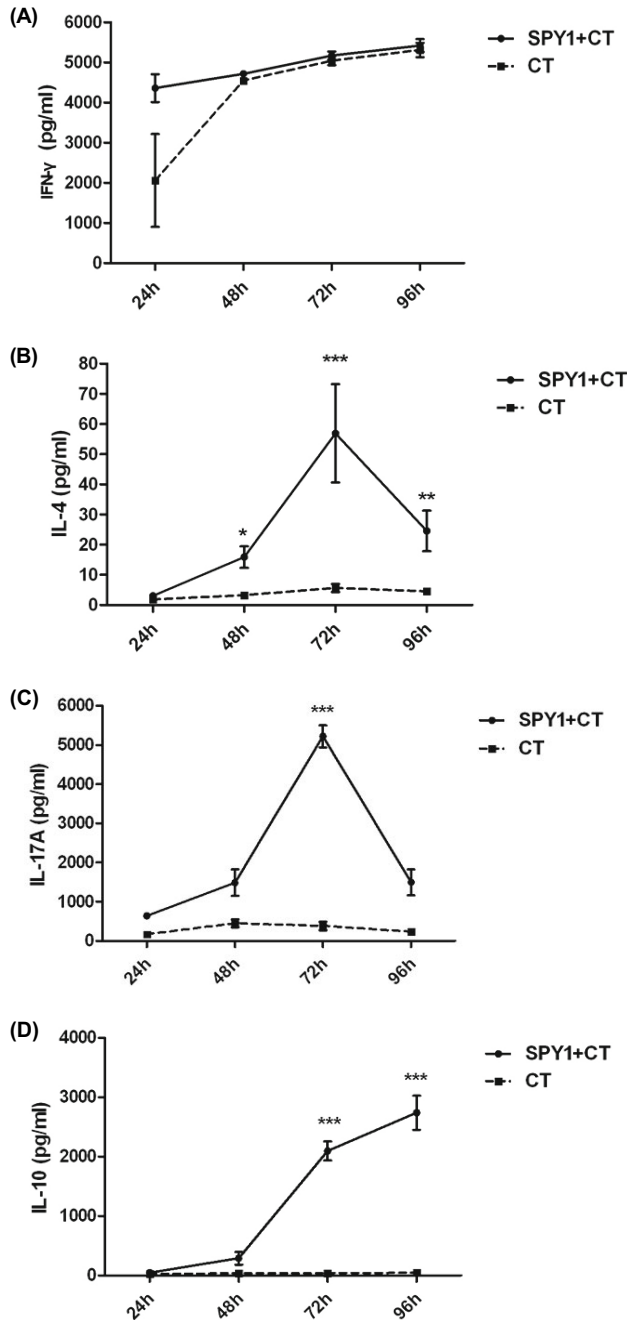 (A)
IFN-γ (pg/ml)
6000
5000
4000
3000
2000
1000
0
24h
48h
72h
96h
SPY1+CT
CT
(B)
IL-4 (pg/ml)
80
70
60
50
40
30
20
10
0
*
***
**
24h
48h
72h
96h
SPY1+CT
CT
(C)
IL-17A (pg/ml)
6000
5000
4000
3000
2000
1000
0
***
24h
48h
72h
96h
SPY1+CT
CT
(D)
IL-10 (pg/ml)
4000
3000
2000
1000
0
***
***
24h
48h
72h
96h
SPY1+CT
CT